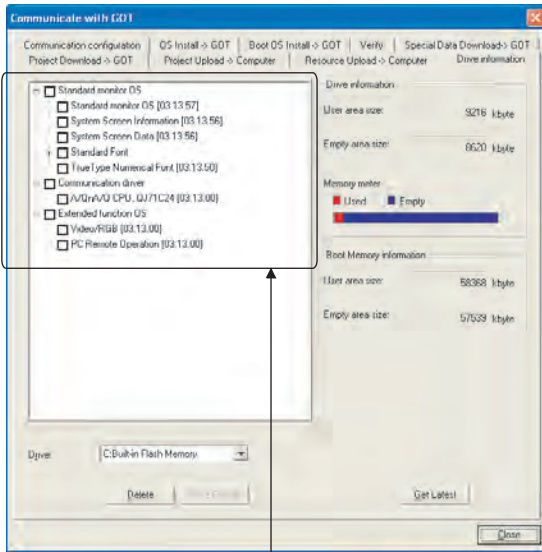 Communicate with GOT
Communication configuration OS Install -> GOT Boot OS Install -> GOT Verify Special Data Download-> GOT
Project Download -> GOT Project Upload -> Computer Resource Upload -> Computer Drive information
Standard monitor OS
Standard monitor OS [03.13.57]
System Screen Information [03.13.56]
System Screen Data [03.13.56]
Standard Font
TrueType Numerical Font [03.13.50]
Communication driver
A/QnA/Q CPU, QJ71C24 [03.13.00]
Extended function OS
Video/RGB [03.13.00]
PC Remote Operation [03.13.00]
Drive information
User area size: 9216 kbyte
Empty area size: 8620 kbyte
Memory meter
Used Empty
Boot Memory information
User area size: 58368 kbyte
Empty area size: 57539 kbyte
Drive: C:Built-in Flash Memory
Delete
Get Latest
Close